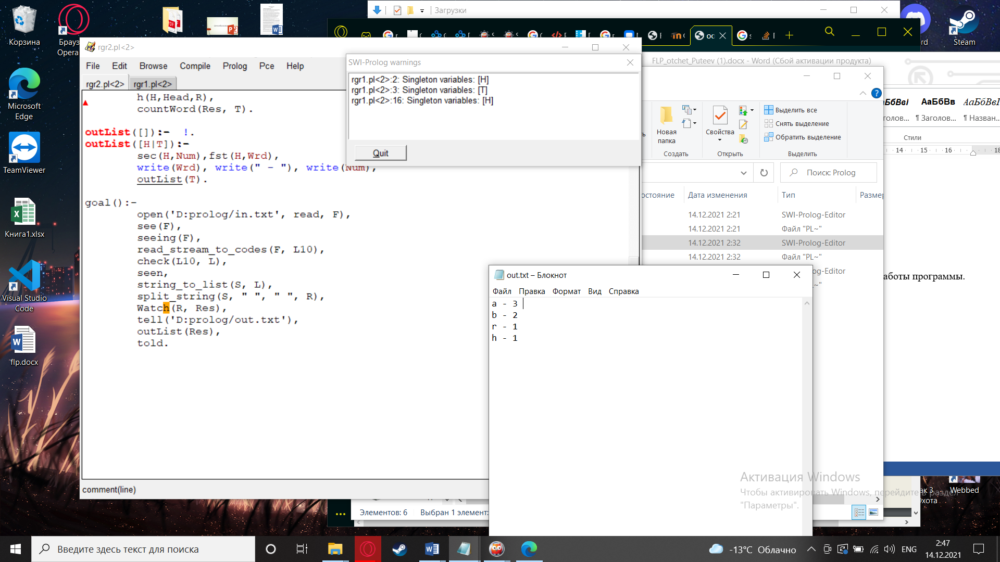 Корзина
Брауз
Opera
Загрузки
Steam
rgr2.pl<2>
File Edit Browse Compile Prolog Pce Help
rgr2.pl<2> rgr1.pl<2>
h(H,Head,R),
countWord(Res, T).
outList([]):- !.
outList([H|T]):-
sec(H,Num),fst(H,Wrd),
write(Wrd), write(" - "), write(Num),
outList(T).
goal():-
open('D:prolog/in.txt', read, F),
see(F),
seeing(F),
read_stream_to_codes(F, L10),
check(L10, L),
seen,
string_to_list(S, L),
split_string(S, " ", " ", R),
Watch(R, Res),
tell('D:prolog/out.txt'),
outList(Res),
told.
comment(line)
SWI-Prolog warnings
rgr1.pl<2>:2: Singleton variables: [H]
rgr1.pl<2>:3: Singleton variables: [T]
rgr1.pl<2>:16: Singleton variables: [H]
Quit
FLP_otchet_Puteev (1).docx - Word (Сбой активации продукта)
АаБбВв
¶ Заголов... ¶ Назван...
Стили
14 15 16 18
Новая
папка
Создать
Свойства
Открыть
Выделить все
Снять выделение
Обратить выделение
Выделить
Поиск: Prolog
Дата изменения Тип
14.12.2021 2:21 SWI-Prolog-Editor
14.12.2021 2:21 Файл "PL~"
14.12.2021 2:32 SWI-Prolog-Editor
14.12.2021 2:32 Файл "PL~"
og-Editor
аботы программы.
out.txt – Блокнот
Файл Правка Формат Вид Справка
a - 3
b - 2
r - 1
h - 1
Microsoft
Edge
TeamViewer
Книга1.xlsx
Visual Studio
Code
flp.docx
Элементов: 6 Выбран 1 элемент:
Активация Windows
Чтобы активировать Windows, перейдите в раздел
"Параметры".
Webbed
Введите здесь текст для поиска
-13°C Облачно
ENG
2:47
14.12.2021